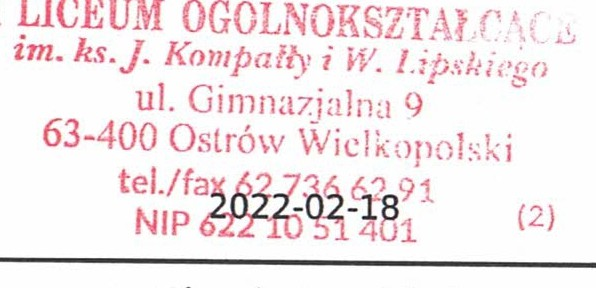 LICEUM OGÓLNOKSZTAŁCĄCE
im. ks. J. Kompałły i W. Lipskiego
ul. Gimnazjalna 9
63-400 Ostrów Wielkopolski
tel./fax 62 736 62 91
2022-02-18
NIP 622 10 51 401
(2)